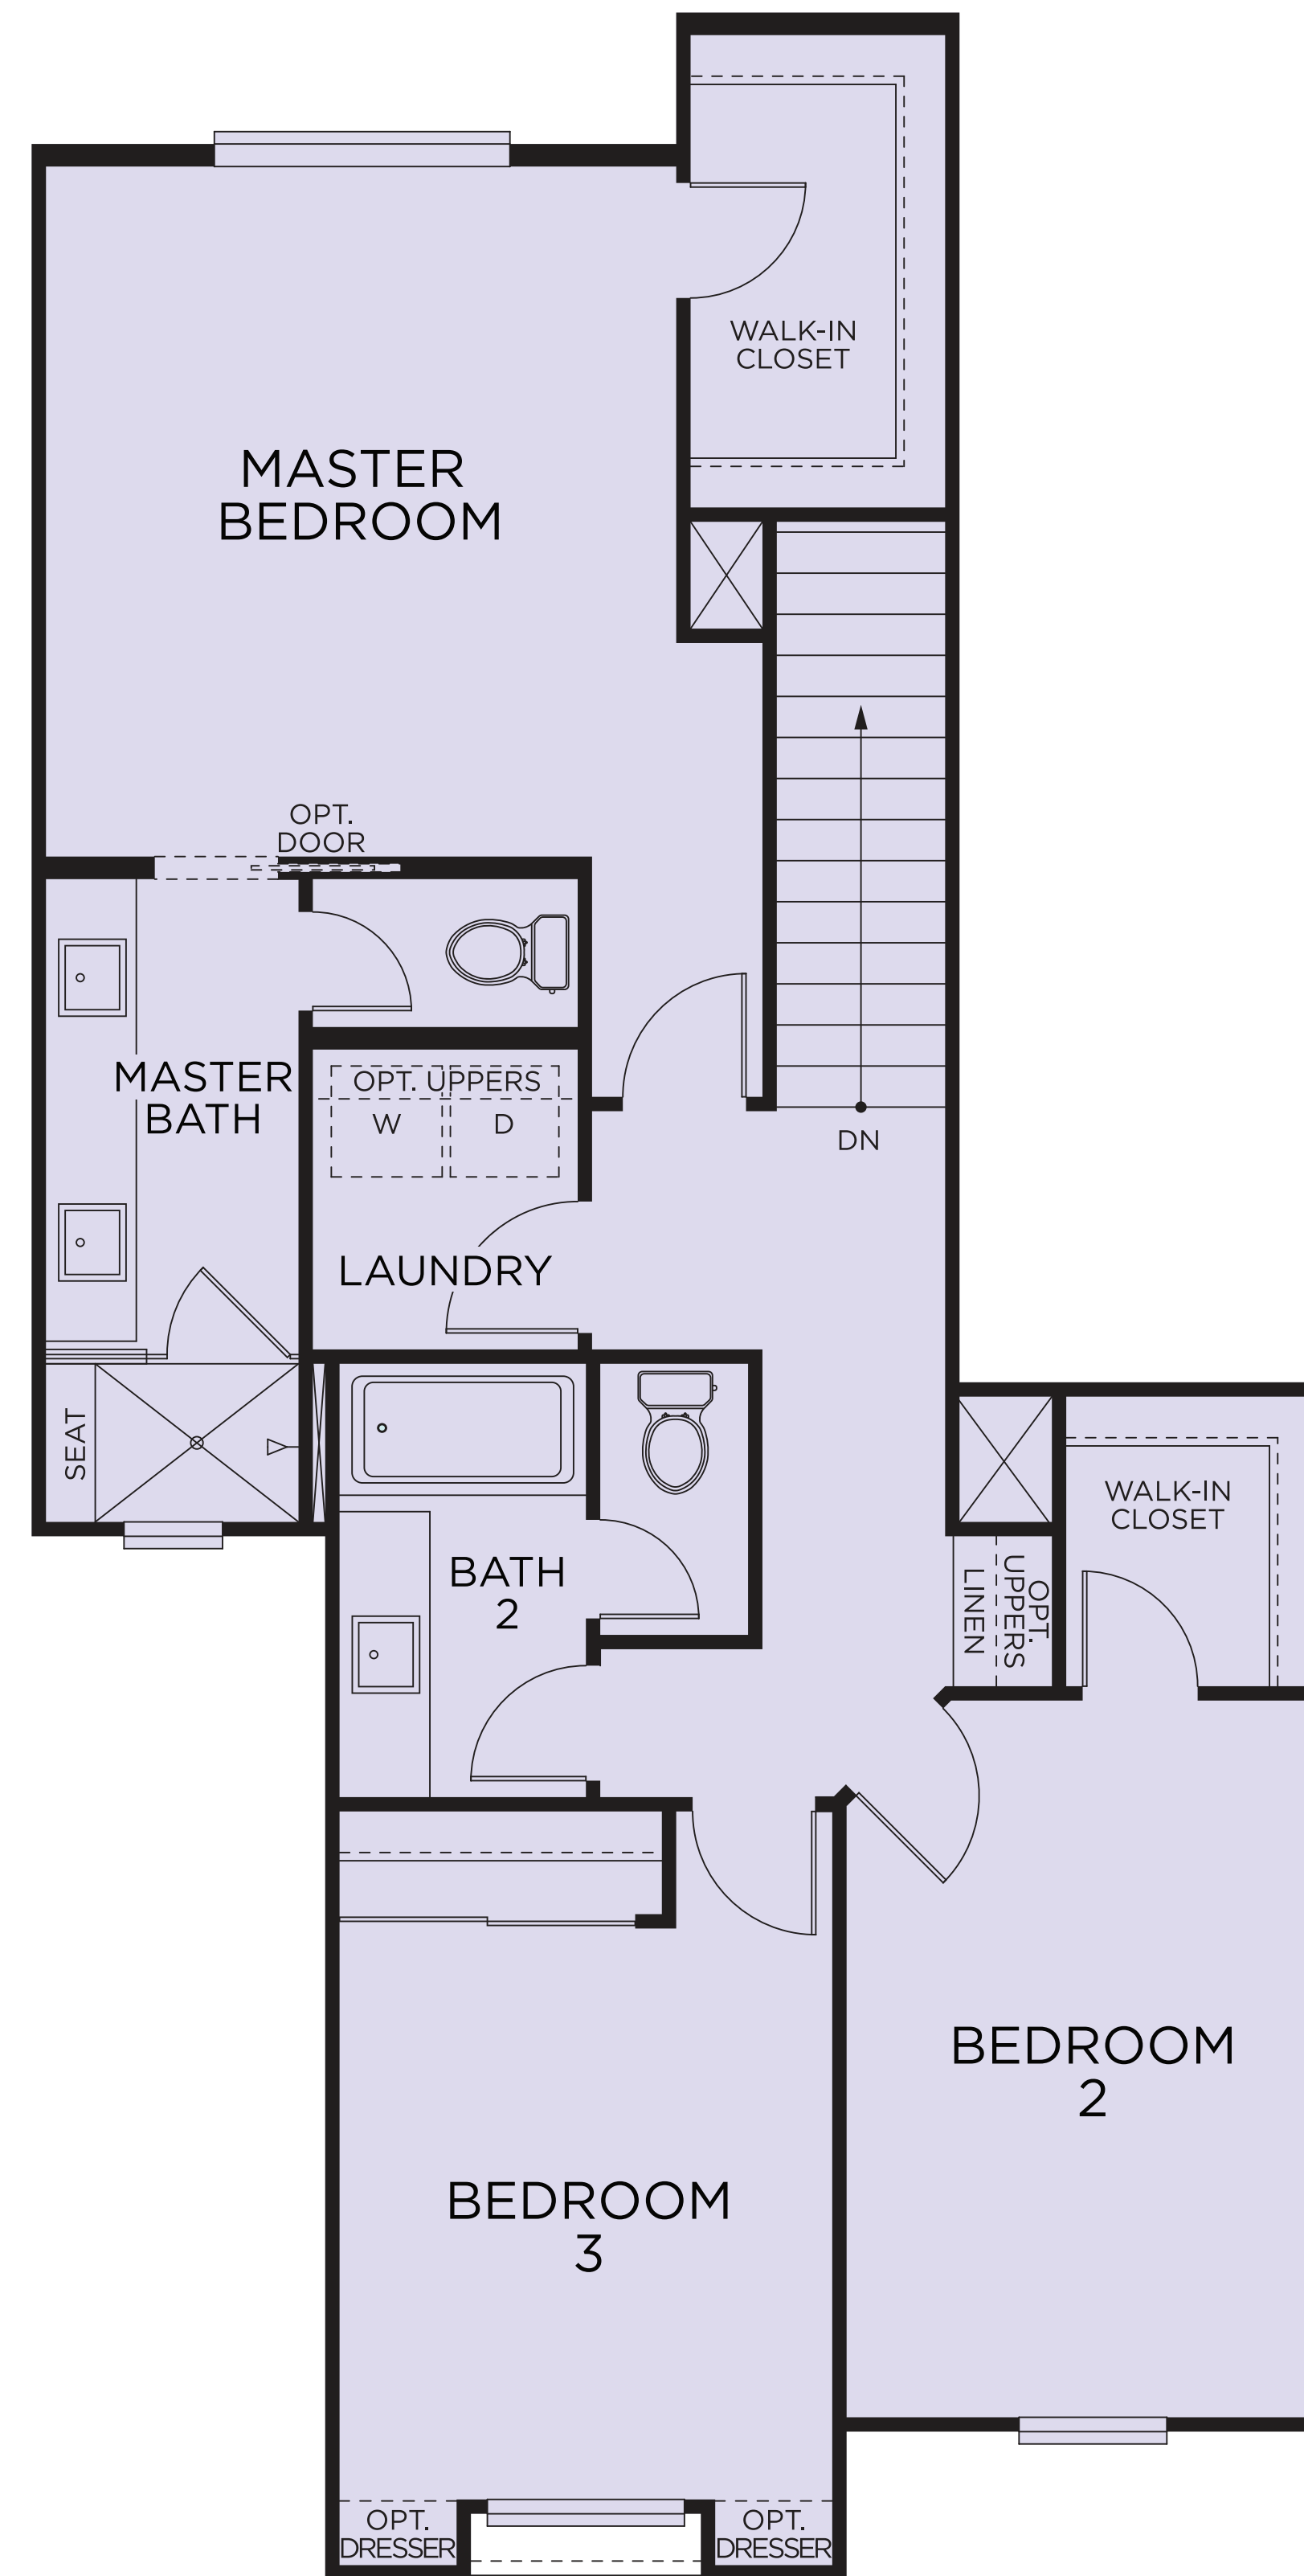 WALK-IN
CLOSET
MASTER
BEDROOM
OPT.
DOOR
MASTER
BATH
OPT. UPPERS
W
D
DN
LAUNDRY
SEAT
WALK-IN
CLOSET
BATH
2
OPT.
UPPERS
LINEN
BEDROOM
2
BEDROOM
3
OPT.
DRESSER
OPT.
DRESSER